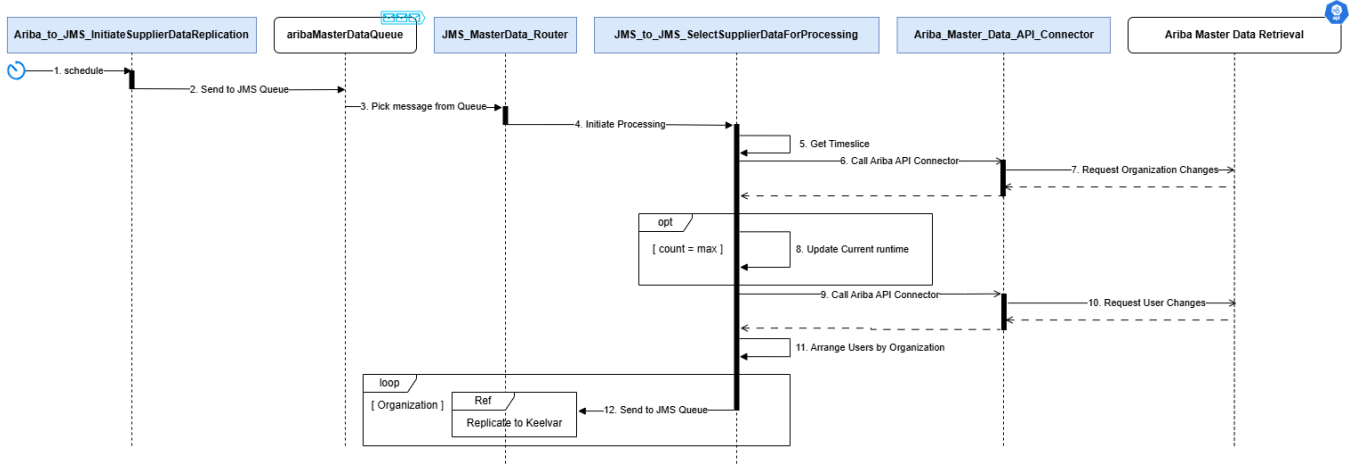 Ariba_to_JMS_InitiateSupplierDataReplication
aribaMasterDataQueue
JMS_MasterData_Router
JMS_to_JMS_SelectSupplierDataForProcessing
Ariba_Master_Data_API_Connector
Ariba Master Data Retrieval
1. schedule
2. Send to JMS Queue
3. Pick message from Queue
4. Initiate Processing
5. Get Timeslice
6. Call Ariba API Connector
7. Request Organization Changes
opt
[ count = max ]
8. Update Current runtime
9. Call Ariba API Connector
10. Request User Changes
11. Arrange Users by Organization
loop
[ Organization ]
Ref
Replicate to Keelvar
12. Send to JMS Queue